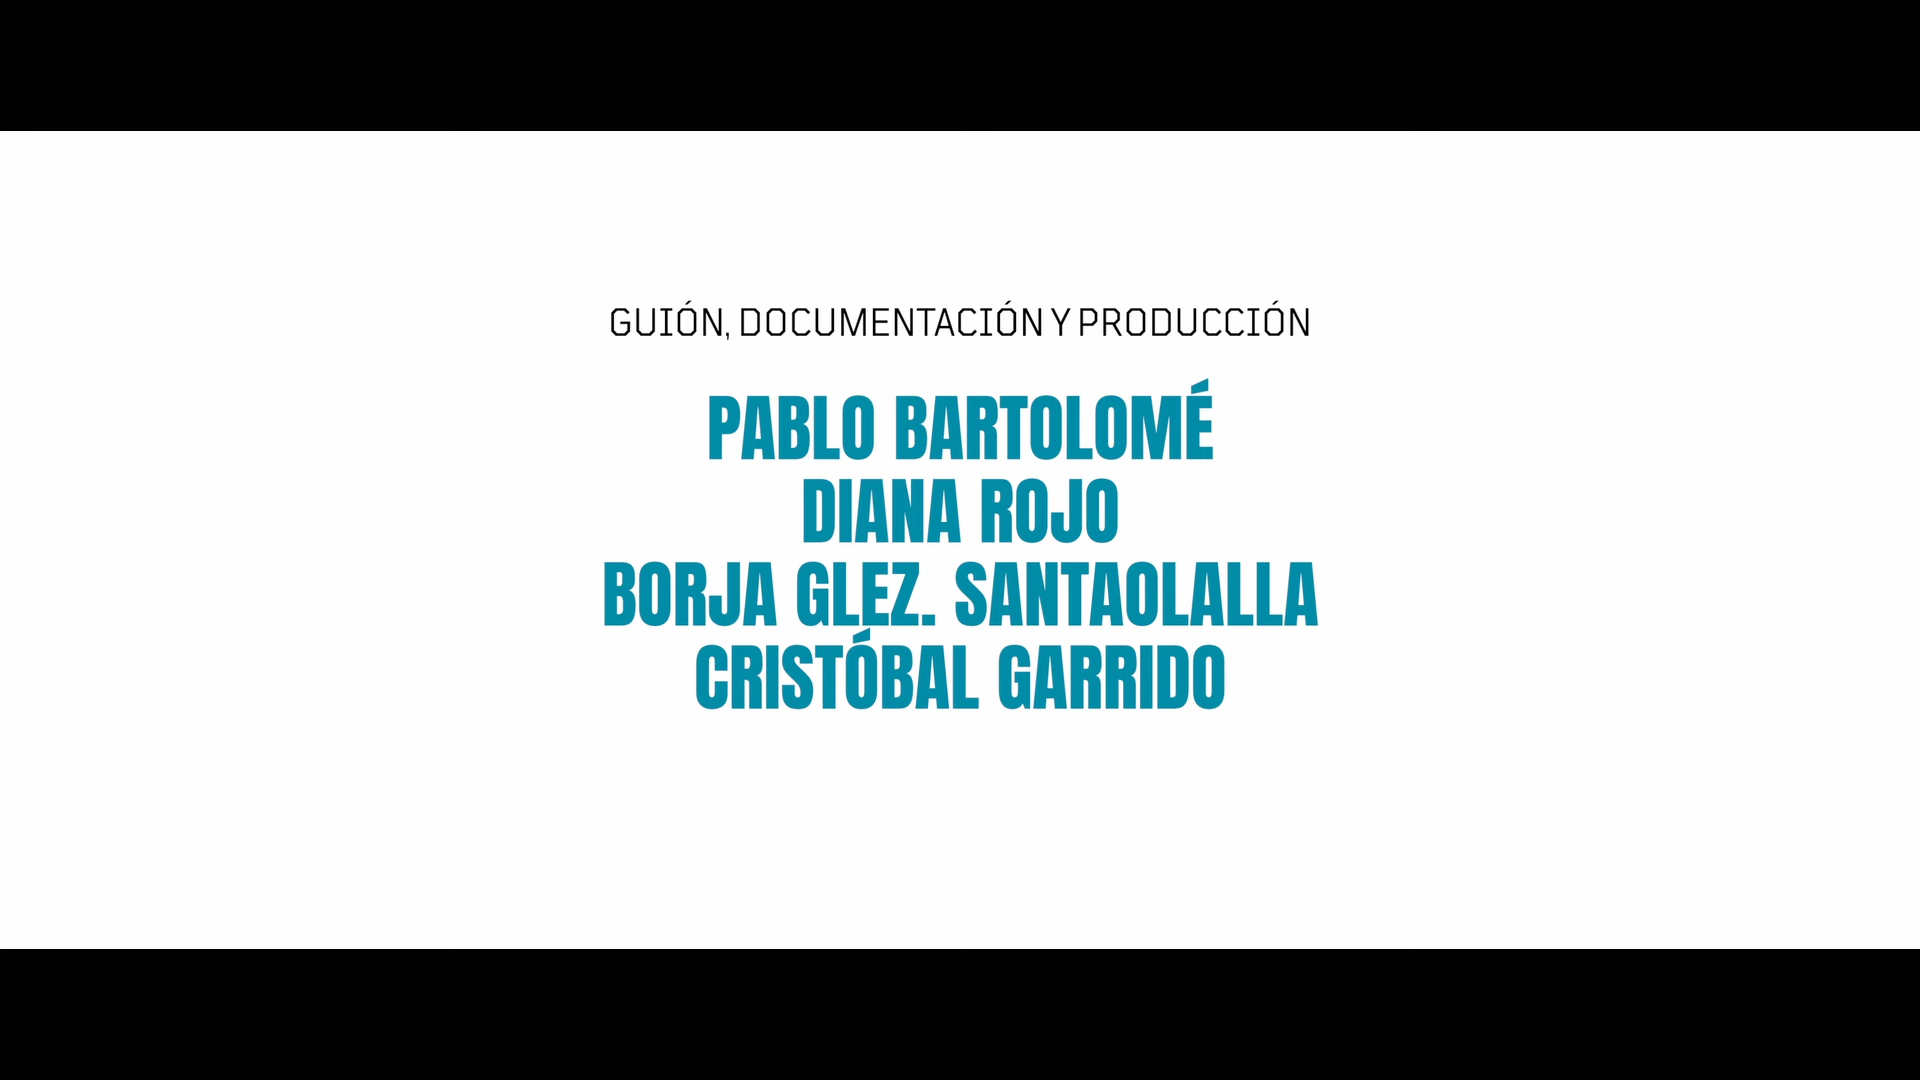 GUIÓN, DOCUMENTACIÓN Y PRODUCCIÓN
PABLO BARTOLOMÉ
DIANA ROJO
BORJA GLEZ. SANTAOLALLA
CRISTÓBAL GARRIDO